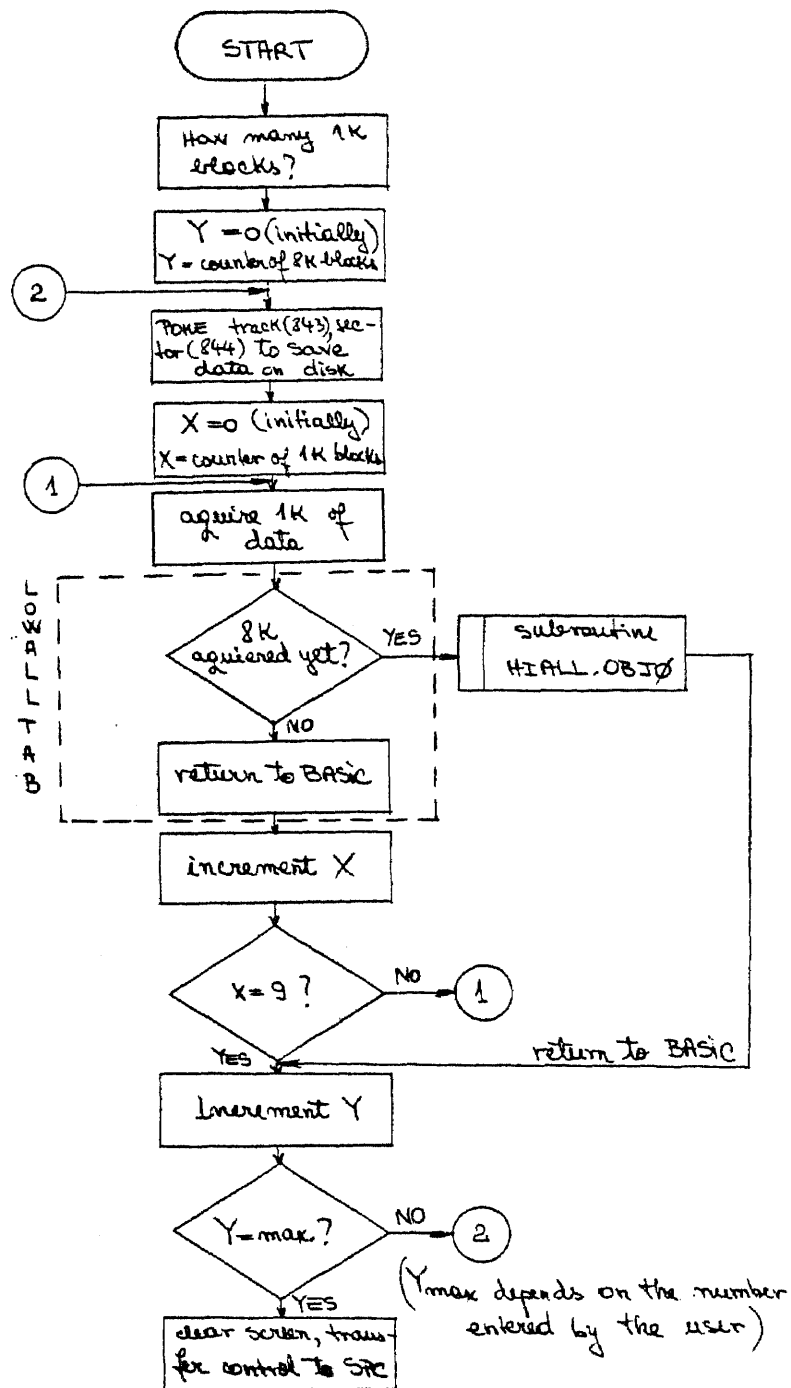 START
How many 1K
blocks?
Y = 0 (initially)
Y = counter of 8K blocks
2
POKE track(843), sec-
tor(844) to save
data on disk
X = 0 (initially)
X = counter of 1K blocks
1
aquire 1K of
data
LOWALLTAB
8K
aquiered yet?
YES
subroutine
HIALL.OBJØ
NO
return to BASIC
increment X
X = 9 ?
NO
1
YES
return to BASIC
Increment Y
Y = max?
NO
2
YES
(Ymax depends on the number
entered by the user)
clear screen, trans-
fer control to SPC